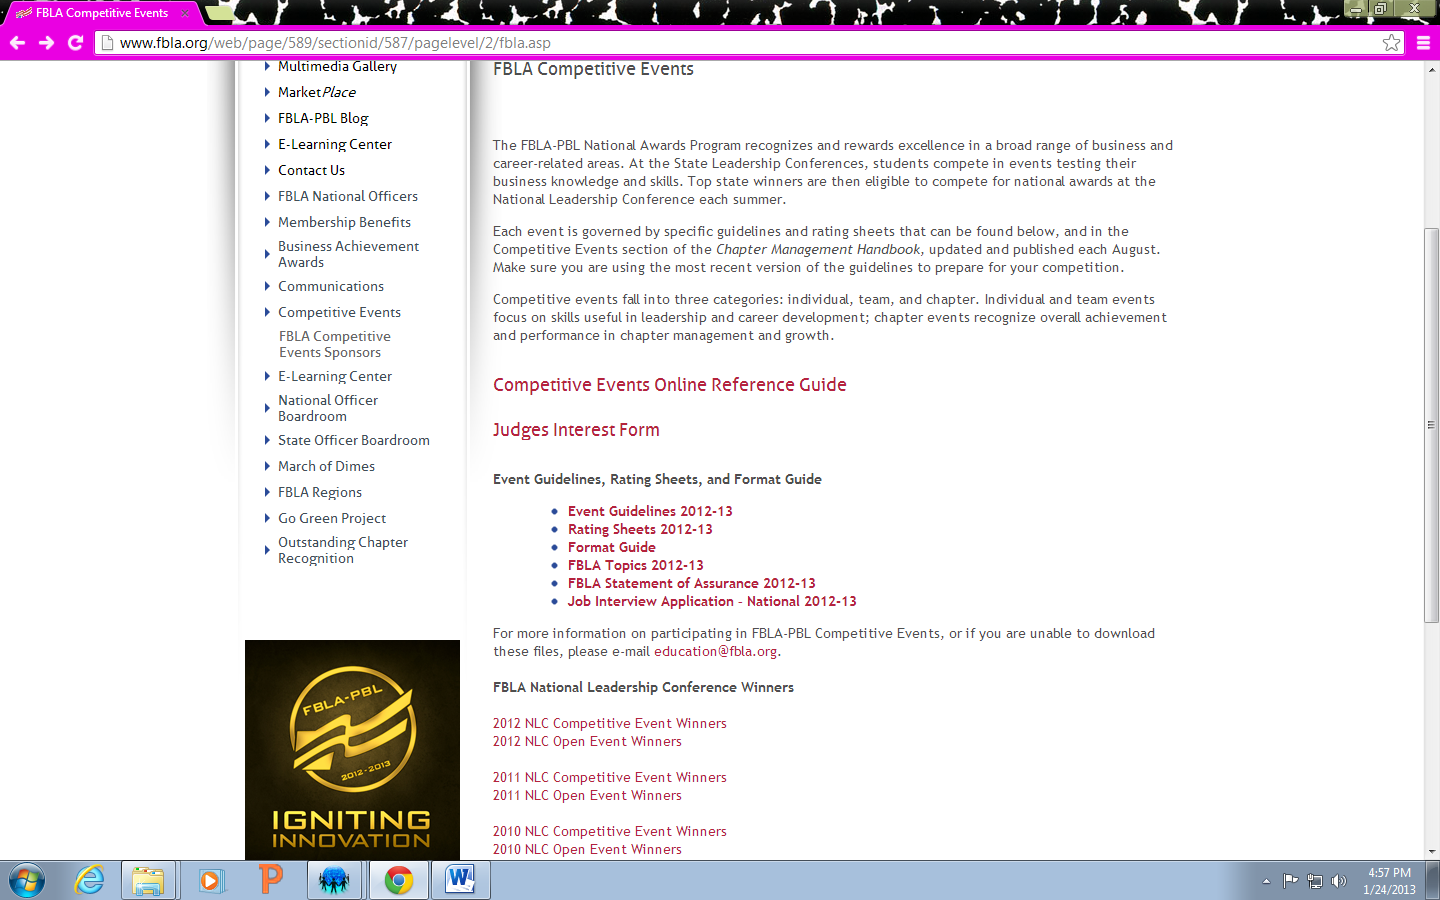 FBLA Competitive Events
www.fbla.org/web/page/589/sectionid/587/pagelevel/2/fbla.asp
Multimedia Gallery
MarketPlace
FBLA-PBL Blog
E-Learning Center
Contact Us
FBLA National Officers
Membership Benefits
Business Achievement
Awards
Communications
Competitive Events
FBLA Competitive
Events Sponsors
E-Learning Center
National Officer
Boardroom
State Officer Boardroom
March of Dimes
FBLA Regions
Go Green Project
Outstanding Chapter
Recognition
FBLA-PBL
2012-2013
IGNITING
INNOVATION
FBLA Competitive Events
The FBLA-PBL National Awards Program recognizes and rewards excellence in a broad range of business and
career-related areas. At the State Leadership Conferences, students compete in events testing their
business knowledge and skills. Top state winners are then eligible to compete for national awards at the
National Leadership Conference each summer.
Each event is governed by specific guidelines and rating sheets that can be found below, and in the
Competitive Events section of the Chapter Management Handbook, updated and published each August.
Make sure you are using the most recent version of the guidelines to prepare for your competition.
Competitive events fall into three categories: individual, team, and chapter. Individual and team events
focus on skills useful in leadership and career development; chapter events recognize overall achievement
and performance in chapter management and growth.
Competitive Events Online Reference Guide
Judges Interest Form
Event Guidelines, Rating Sheets, and Format Guide
Event Guidelines 2012-13
Rating Sheets 2012-13
Format Guide
FBLA Topics 2012-13
FBLA Statement of Assurance 2012-13
Job Interview Application - National 2012-13
For more information on participating in FBLA-PBL Competitive Events, or if you are unable to download
these files, please e-mail education@fbla.org.
FBLA National Leadership Conference Winners
2012 NLC Competitive Event Winners
2012 NLC Open Event Winners
2011 NLC Competitive Event Winners
2011 NLC Open Event Winners
2010 NLC Competitive Event Winners
2010 NLC Open Event Winners
4:57 PM
1/24/2013